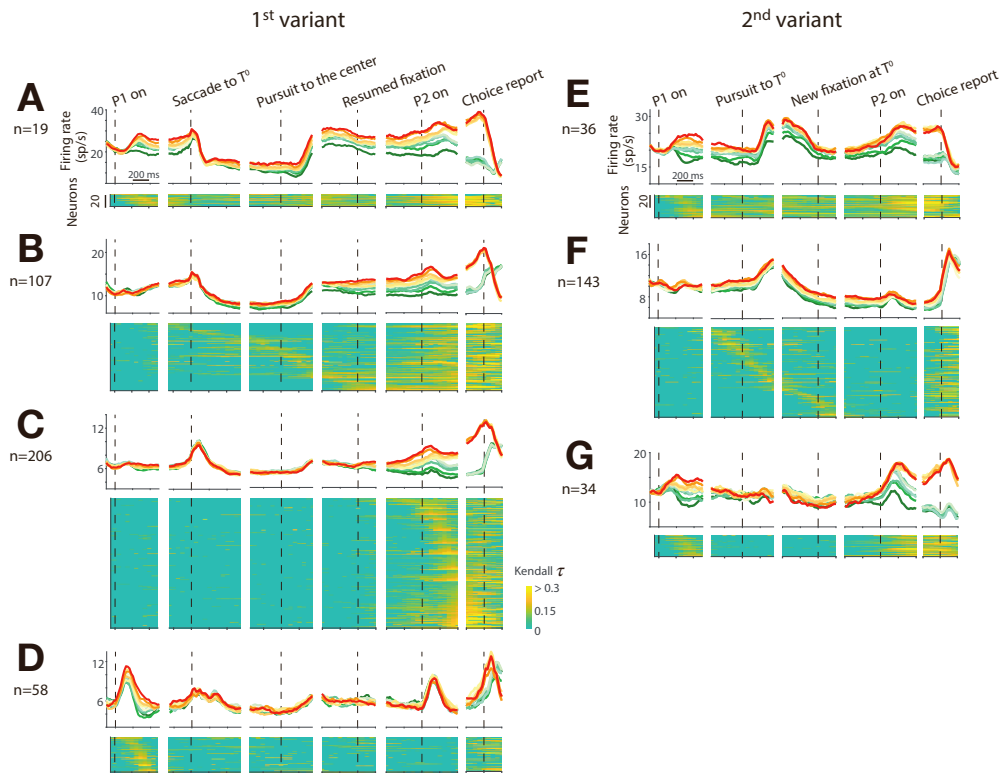 1st variant
2nd variant
P1 on
Saccade to T⁰
Pursuit to the center
Resumed fixation
P2 on
Choice report
A
n=19
Firing rate
(sp/s)
40
20
200 ms
Neurons
20
B
n=107
20
10
C
n=206
12
6
Kendall τ
> 0.3
0.15
0
D
n=58
12
6
P1 on
Pursuit to T⁰
New fixation at T⁰
P2 on
Choice report
E
n=36
Firing rate
(sp/s)
30
15
200 ms
Neurons
20
F
n=143
16
8
G
n=34
20
10